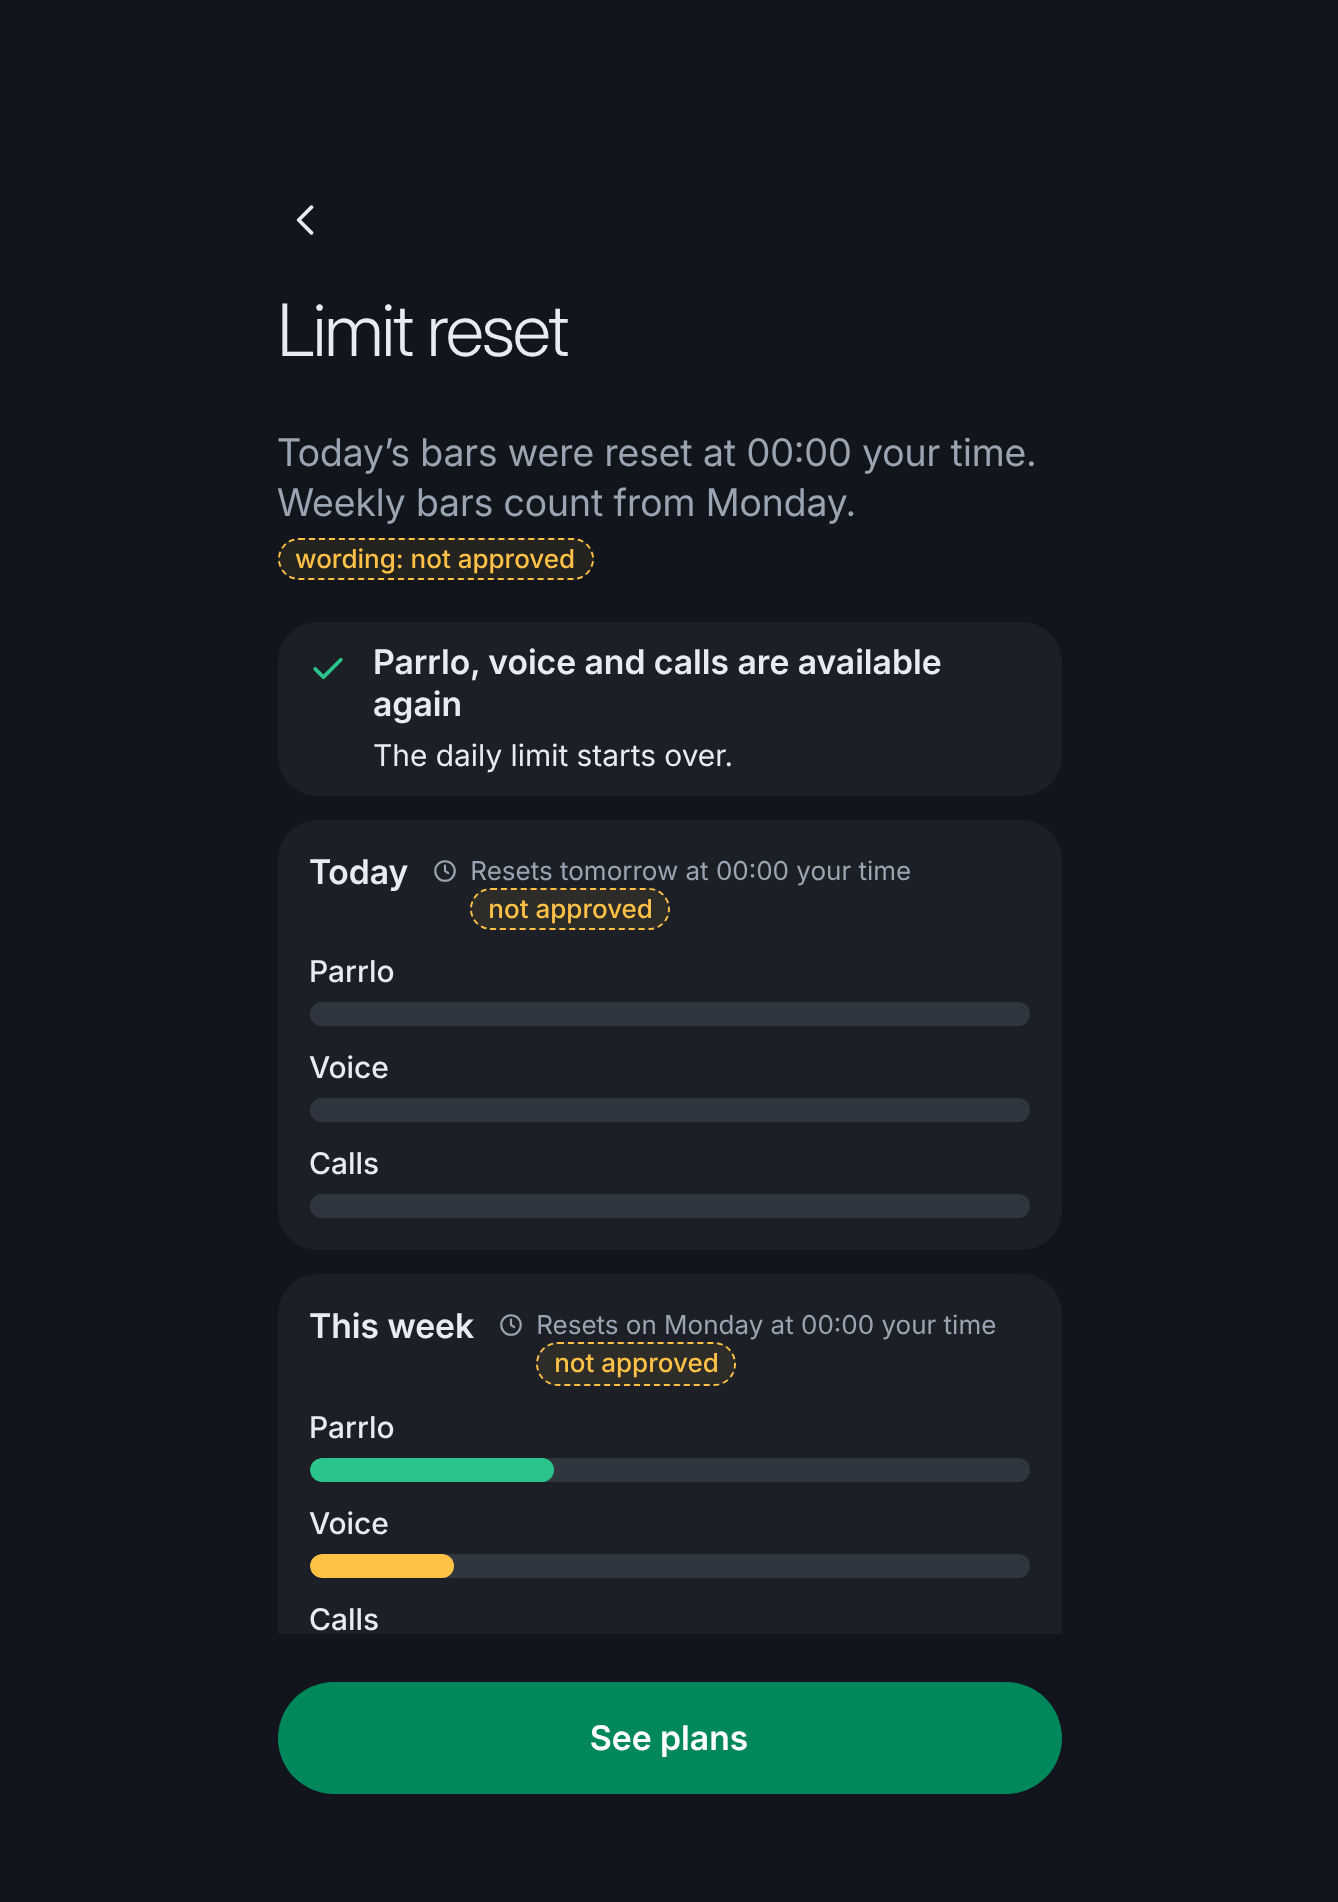 Limit reset
Today’s bars were reset at 00:00 your time.
Weekly bars count from Monday.
wording: not approved
Parrlo, voice and calls are available
again
The daily limit starts over.
Today Resets tomorrow at 00:00 your time
not approved
Parrlo
Voice
Calls
This week Resets on Monday at 00:00 your time
not approved
Parrlo
Voice
Calls
See plans